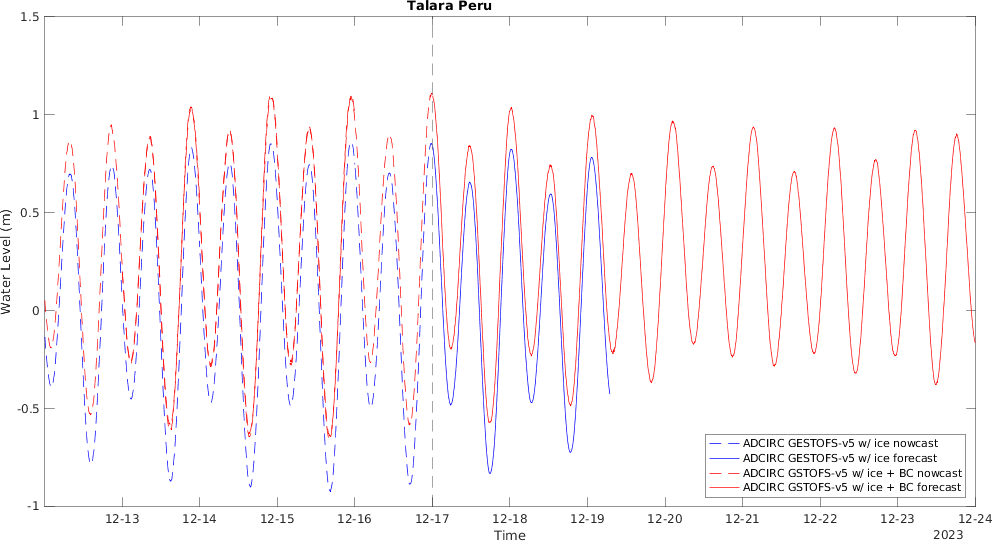 Talara Peru
1.5
1
0.5
0
-0.5
-1
Water Level (m)
12-13 12-14 12-15 12-16 12-17 12-18 12-19 12-20 12-21 12-22 12-23 12-24
Time
2023
ADCIRC GESTOFS-v5 w/ ice nowcast
ADCIRC GESTOFS-v5 w/ ice forecast
ADCIRC GSTOFS-v5 w/ ice + BC nowcast
ADCIRC GSTOFS-v5 w/ ice + BC forecast